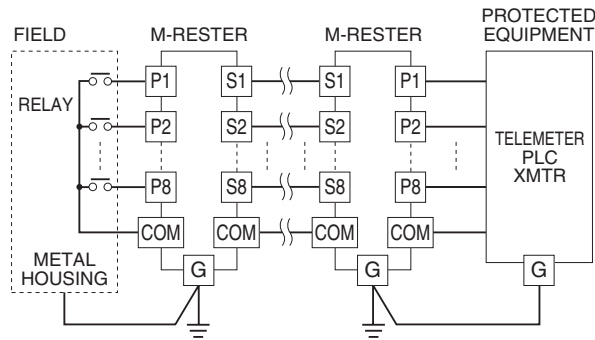 PROTECTED
FIELD M-RESTER M-RESTER EQUIPMENT
P1 S1 S1 P1
RELAY
P2 S2 S2 P2
TELEMETER
PLC
XMTR
P8 S8 S8 P8
COM COM COM COM
METAL
HOUSING
G G G